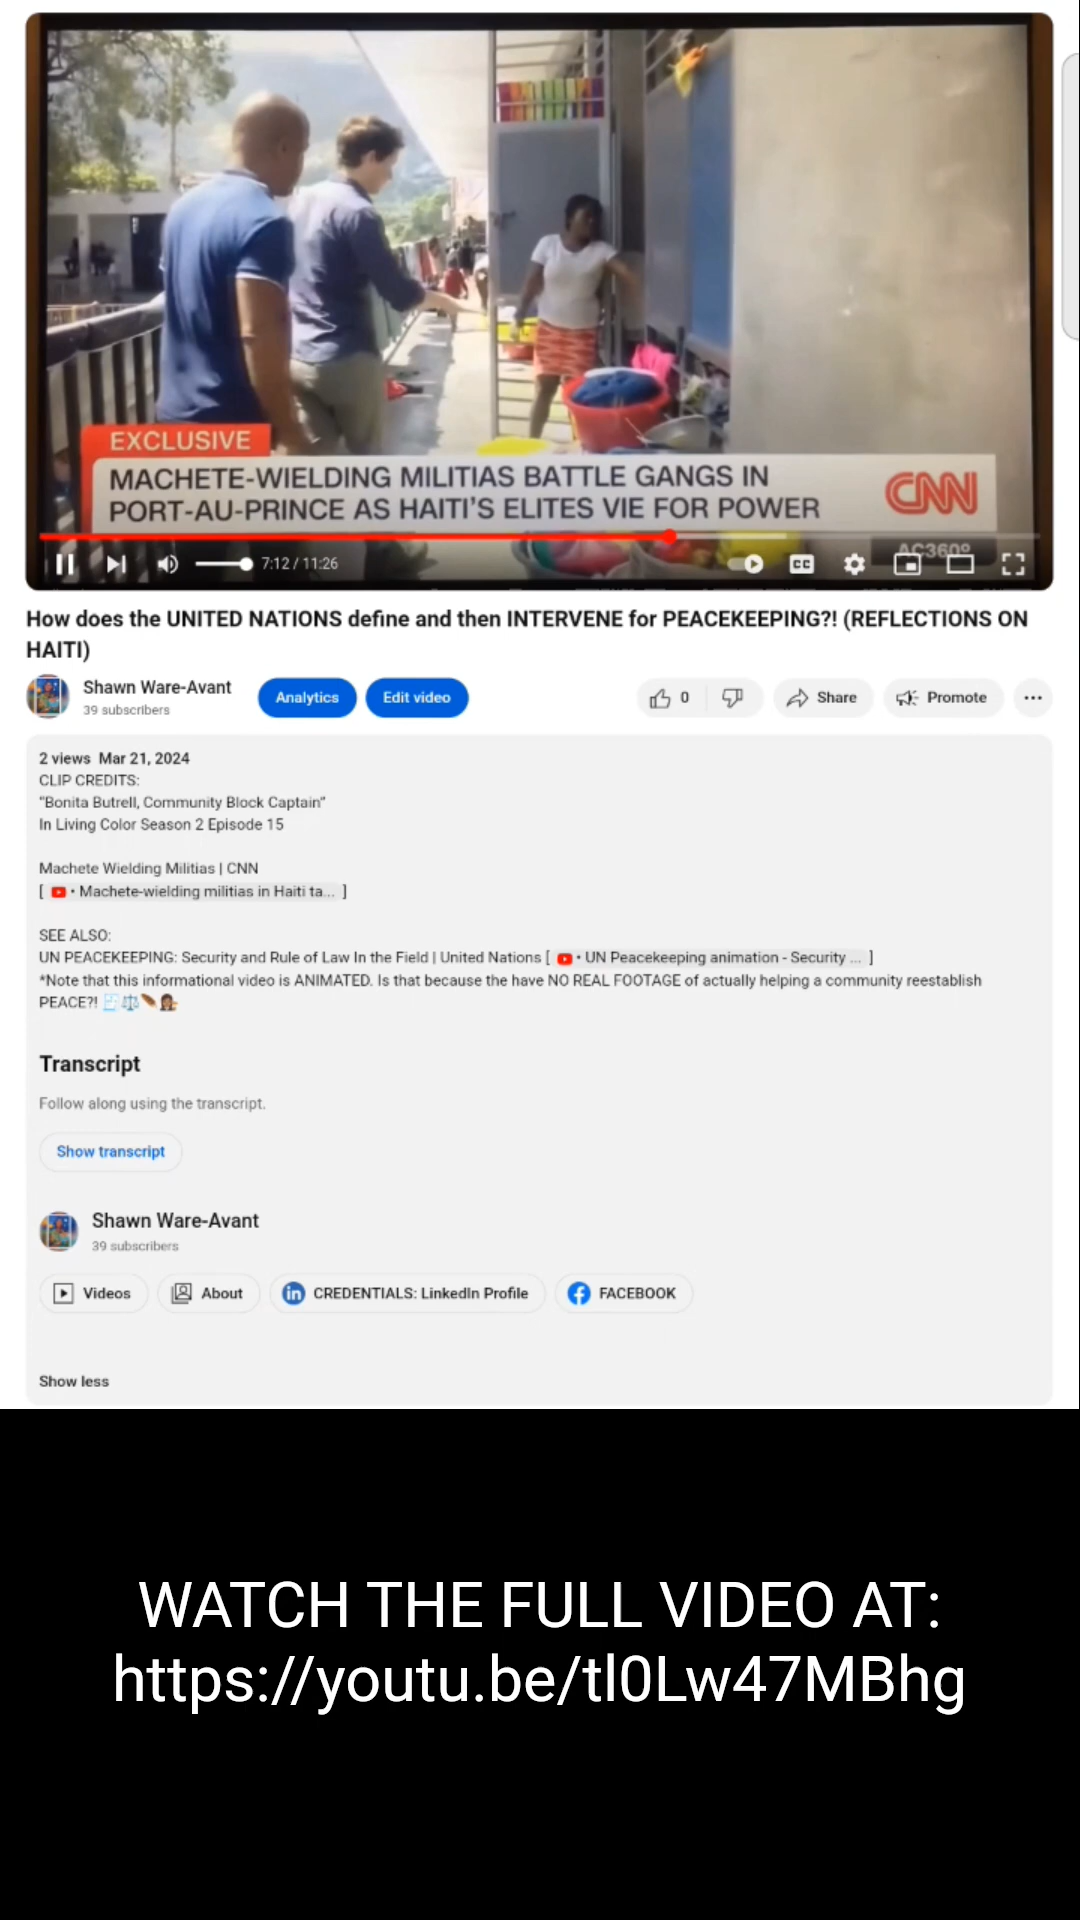 EXCLUSIVE
MACHETE-WIELDING MILITIAS BATTLE GANGS IN
PORT-AU-PRINCE AS HAITI'S ELITES VIE FOR POWER
CNN
AC360º
7:12 / 11:26
CC
How does the UNITED NATIONS define and then INTERVENE for PEACEKEEPING?! (REFLECTIONS ON
HAITI)
Shawn Ware-Avant
39 subscribers
Analytics
Edit video
0
Share
Promote
2 views Mar 21, 2024
CLIP CREDITS:
"Bonita Butrell, Community Block Captain"
In Living Color Season 2 Episode 15
Machete Wielding Militias | CNN
[ • Machete-wielding militias in Haiti ta... ]
SEE ALSO:
UN PEACEKEEPING: Security and Rule of Law In the Field | United Nations [ • UN Peacekeeping animation - Security ... ]
*Note that this informational video is ANIMATED. Is that because the have NO REAL FOOTAGE of actually helping a community reestablish
PEACE?! 🧾⚖️🪶👩🏾‍⚖️
Transcript
Follow along using the transcript.
Show transcript
Shawn Ware-Avant
39 subscribers
Videos
About
in CREDENTIALS: LinkedIn Profile
FACEBOOK
Show less
WATCH THE FULL VIDEO AT:
https://youtu.be/tl0Lw47MBhg